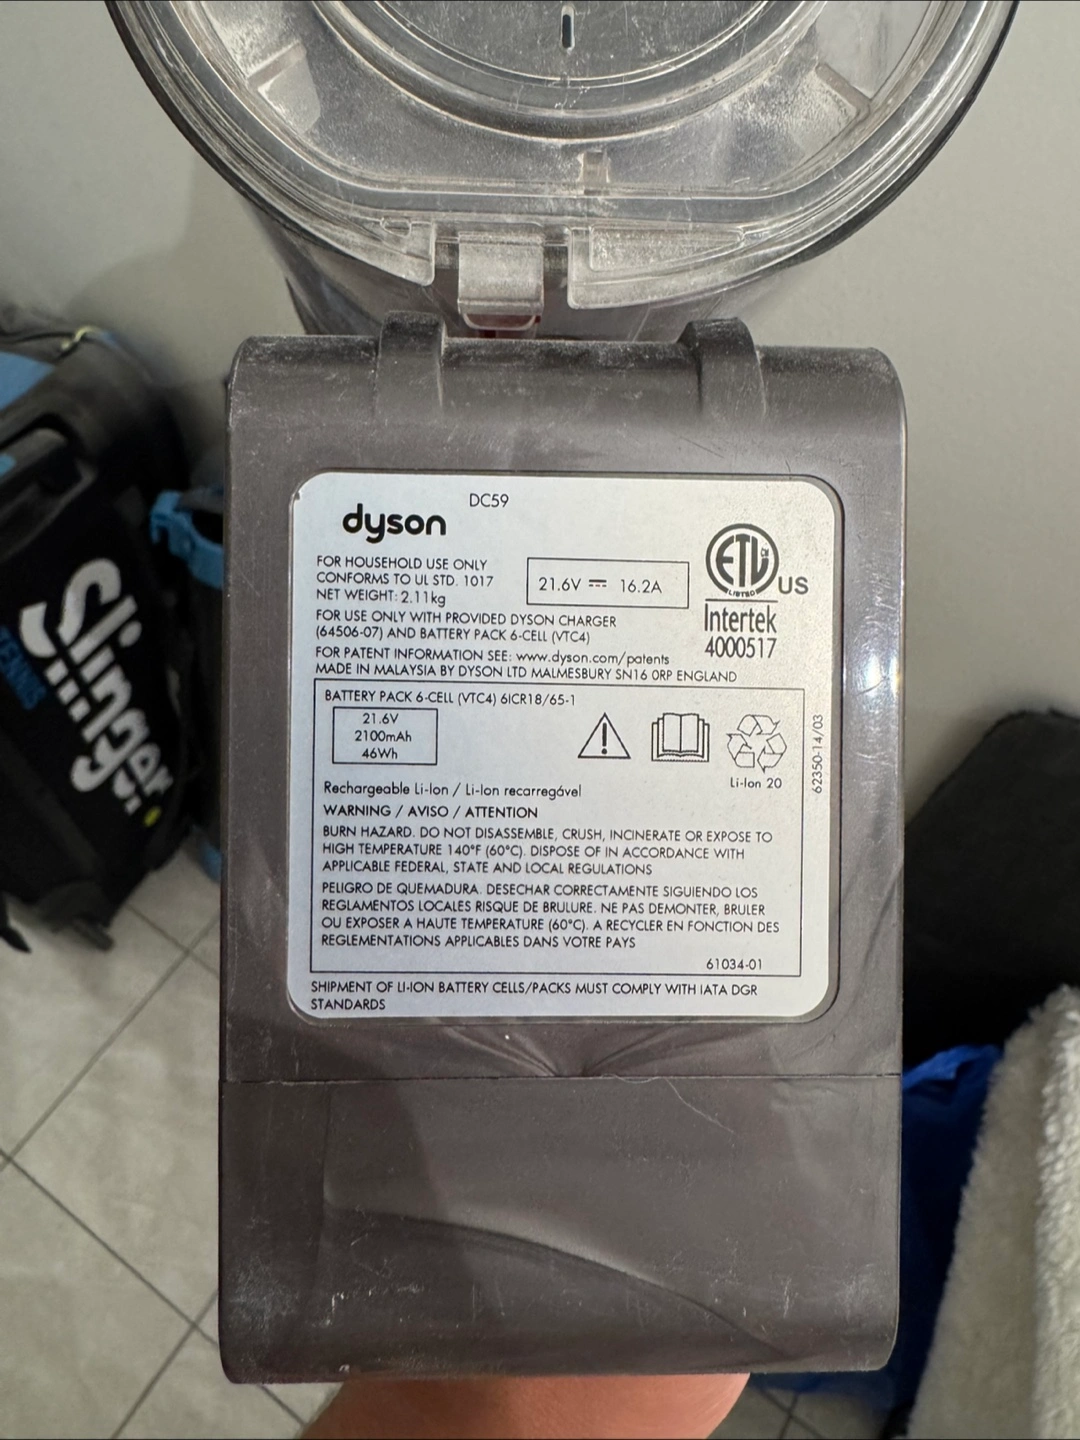 DC59
dyson
FOR HOUSEHOLD USE ONLY
CONFORMS TO UL STD. 1017
NET WEIGHT: 2.11kg
21.6V 16.2A
ETL
LISTED
US
Intertek
4000517
FOR USE ONLY WITH PROVIDED DYSON CHARGER
(64506-07) AND BATTERY PACK 6-CELL (VTC4)
FOR PATENT INFORMATION SEE: www.dyson.com/patents
MADE IN MALAYSIA BY DYSON LTD MALMESBURY SN16 0RP ENGLAND
BATTERY PACK 6-CELL (VTC4) 6ICR18/65-1
21.6V
2100mAh
46Wh
Li-Ion 20
62350-14/03
Rechargeable Li-Ion / Li-Ion recarregável
WARNING / AVISO / ATTENTION
BURN HAZARD. DO NOT DISASSEMBLE, CRUSH, INCINERATE OR EXPOSE TO
HIGH TEMPERATURE 140°F (60°C). DISPOSE OF IN ACCORDANCE WITH
APPLICABLE FEDERAL, STATE AND LOCAL REGULATIONS
PELIGRO DE QUEMADURA. DESECHAR CORRECTAMENTE SIGUIENDO LOS
REGLAMENTOS LOCALES RISQUE DE BRULURE. NE PAS DEMONTER, BRULER
OU EXPOSER A HAUTE TEMPERATURE (60°C). A RECYCLER EN FONCTION DES
REGLEMENTATIONS APPLICABLES DANS VOTRE PAYS
61034-01
SHIPMENT OF LI-ION BATTERY CELLS/PACKS MUST COMPLY WITH IATA DGR
STANDARDS
Slinger
TENNIS